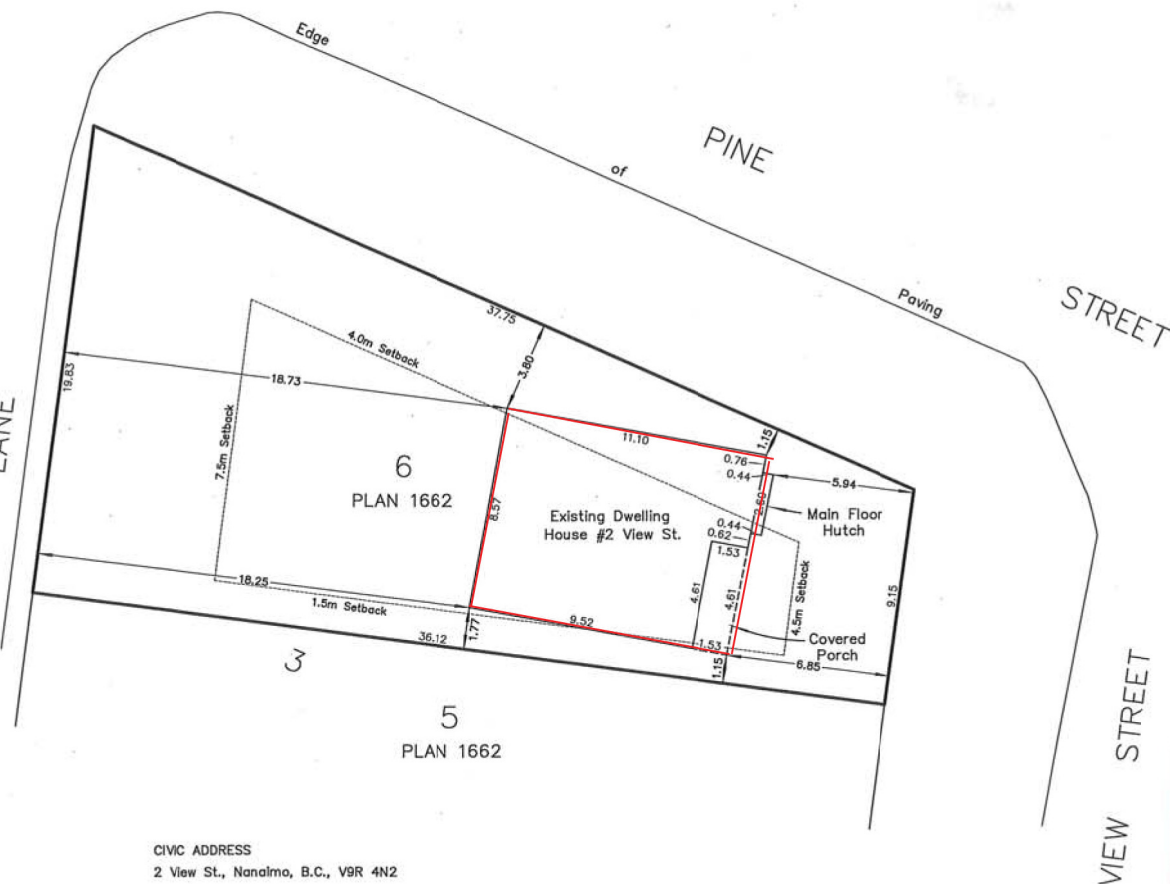 Edge
of
Paving
PINE
STREET
LANE
37.75
4.0m Setback
3.80
19.83
18.73
7.5m Setback
11.10
1.15
0.76
0.44
5.94
6
PLAN 1662
8.57
Existing Dwelling
House #2 View St.
2.60
Main Floor
Hutch
0.44
0.62
1.53
4.61
4.61
4.5m Setback
9.15
18.25
1.5m Setback
9.52
1.53
Covered
Porch
36.12
1.77
1.15
6.85
3
5
PLAN 1662
VIEW STREET
CIVIC ADDRESS
2 View St., Nanaimo, B.C., V9R 4N2